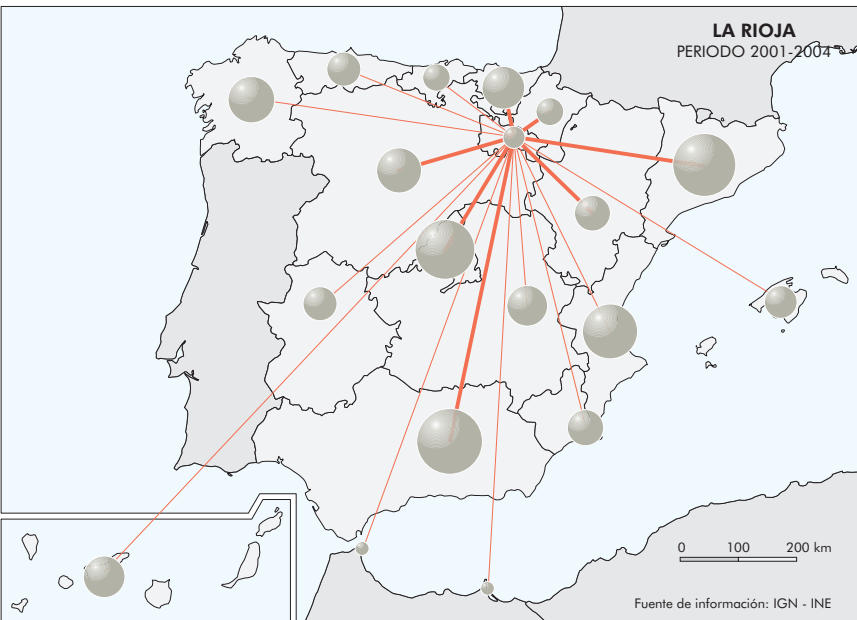 LA RIOJA
PERIODO 2001-2004
0 100 200 km
Fuente de información: IGN - INE